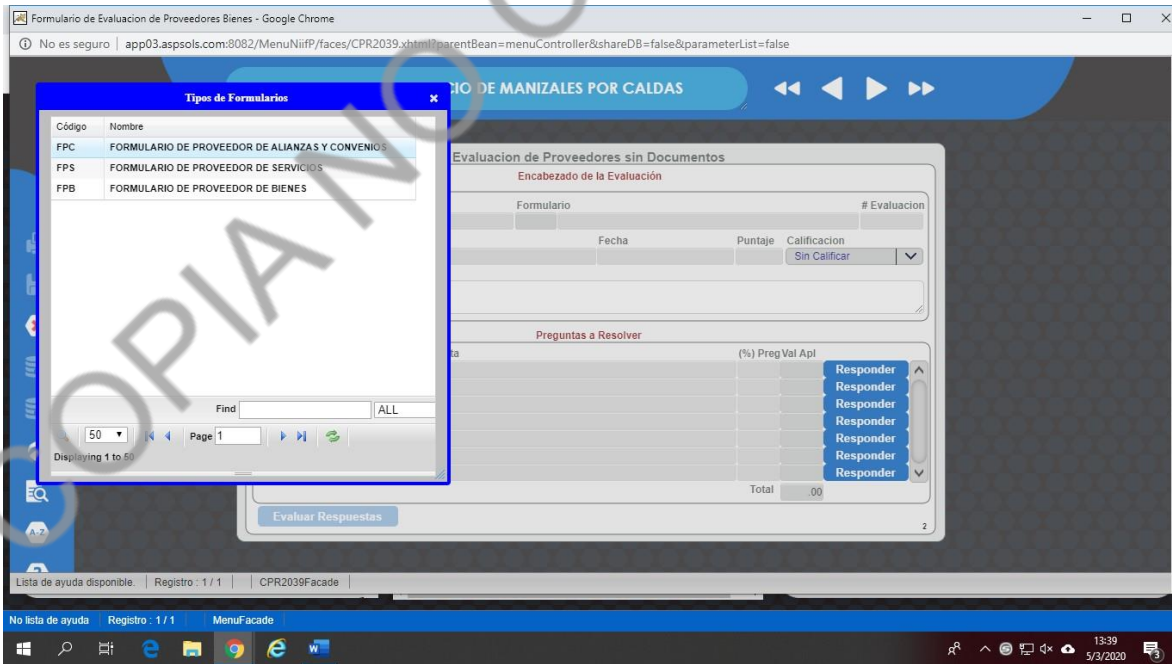 Formulario de Evaluacion de Proveedores Bienes - Google Chrome
No es seguro | app03.aspsols.com:8082/MenuNiifP/faces/CPR2039.xhtml?parentBean=menuController&shareDB=false&parameterList=false
CIO DE MANIZALES POR CALDAS
Tipos de Formularios
Código Nombre
FPC FORMULARIO DE PROVEEDOR DE ALIANZAS Y CONVENIOS
FPS FORMULARIO DE PROVEEDOR DE SERVICIOS
FPB FORMULARIO DE PROVEEDOR DE BIENES
Find ALL
50 Page 1
Displaying 1 to 50
Evaluacion de Proveedores sin Documentos
Encabezado de la Evaluación
Formulario # Evaluacion
Fecha Puntaje Calificacion
Sin Calificar
Preguntas a Resolver
ta (%) Preg Val Apl
Responder
Responder
Responder
Responder
Responder
Responder
Responder
Total .00
Evaluar Respuestas
2
A-Z
Lista de ayuda disponible. Registro : 1 / 1 CPR2039Facade
No lista de ayuda Registro : 1 / 1 MenuFacade
13:39
5/3/2020
3
COPIA NO CO